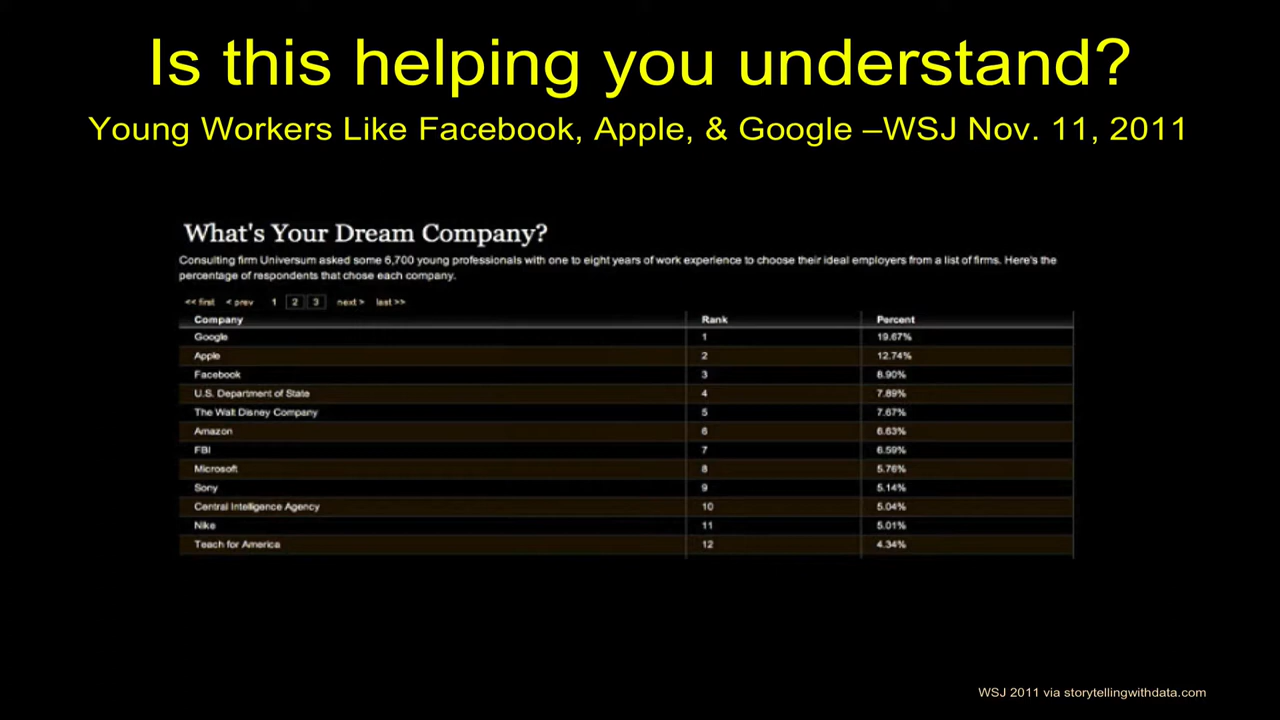 Is this helping you understand?
Young Workers Like Facebook, Apple, & Google –WSJ Nov. 11, 2011
What's Your Dream Company?
Consulting firm Universum asked some 6,700 young professionals with one to eight years of work experience to choose their ideal employers from a list of firms. Here's the
percentage of respondents that chose each company.
<< first < prev 1 2 3 next > last >>
Company Rank Percent
Google 1 19.67%
Apple 2 12.74%
Facebook 3 8.90%
U.S. Department of State 4 7.89%
The Walt Disney Company 5 7.67%
Amazon 6 6.63%
FBI 7 6.59%
Microsoft 8 5.76%
Sony 9 5.14%
Central Intelligence Agency 10 5.04%
Nike 11 5.01%
Teach for America 12 4.34%
WSJ 2011 via storytellingwithdata.com